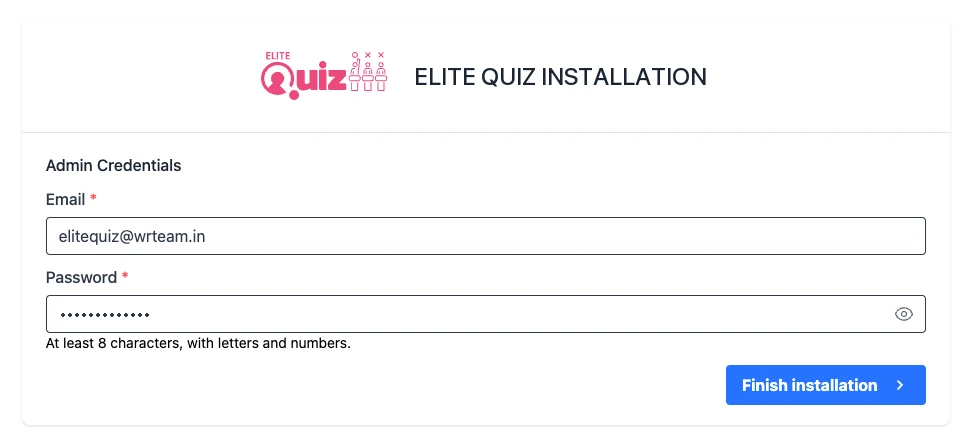 ELITE
Quiz
ELITE QUIZ INSTALLATION
Admin Credentials
Email *
elitequiz@wrteam.in
Password *
•••••••••••••
At least 8 characters, with letters and numbers.
Finish installation